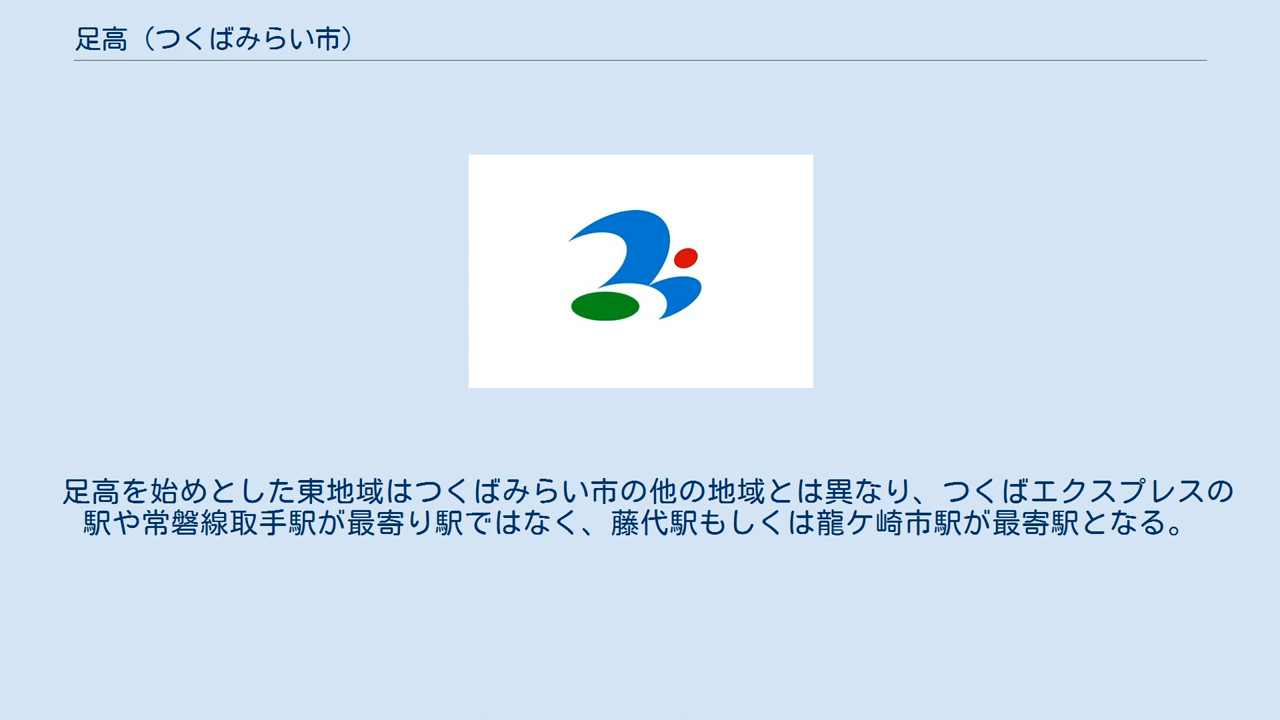 足高（つくばみらい市）
足高を始めとした東地域はつくばみらい市の他の地域とは異なり、つくばエクスプレスの
駅や常磐線取手駅が最寄り駅ではなく、藤代駅もしくは龍ケ崎市駅が最寄駅となる。